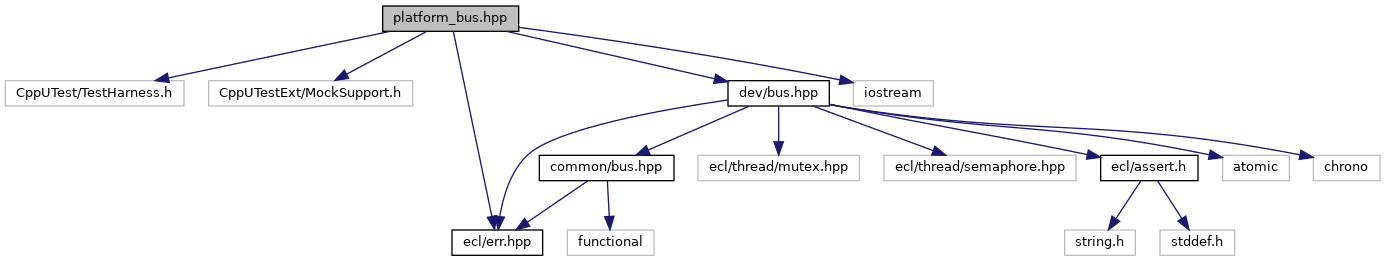 platform_bus.hpp
CppUTest/TestHarness.h
CppUTestExt/MockSupport.h
dev/bus.hpp
iostream
common/bus.hpp
ecl/thread/mutex.hpp
ecl/thread/semaphore.hpp
ecl/assert.h
atomic
chrono
ecl/err.hpp
functional
string.h
stddef.h